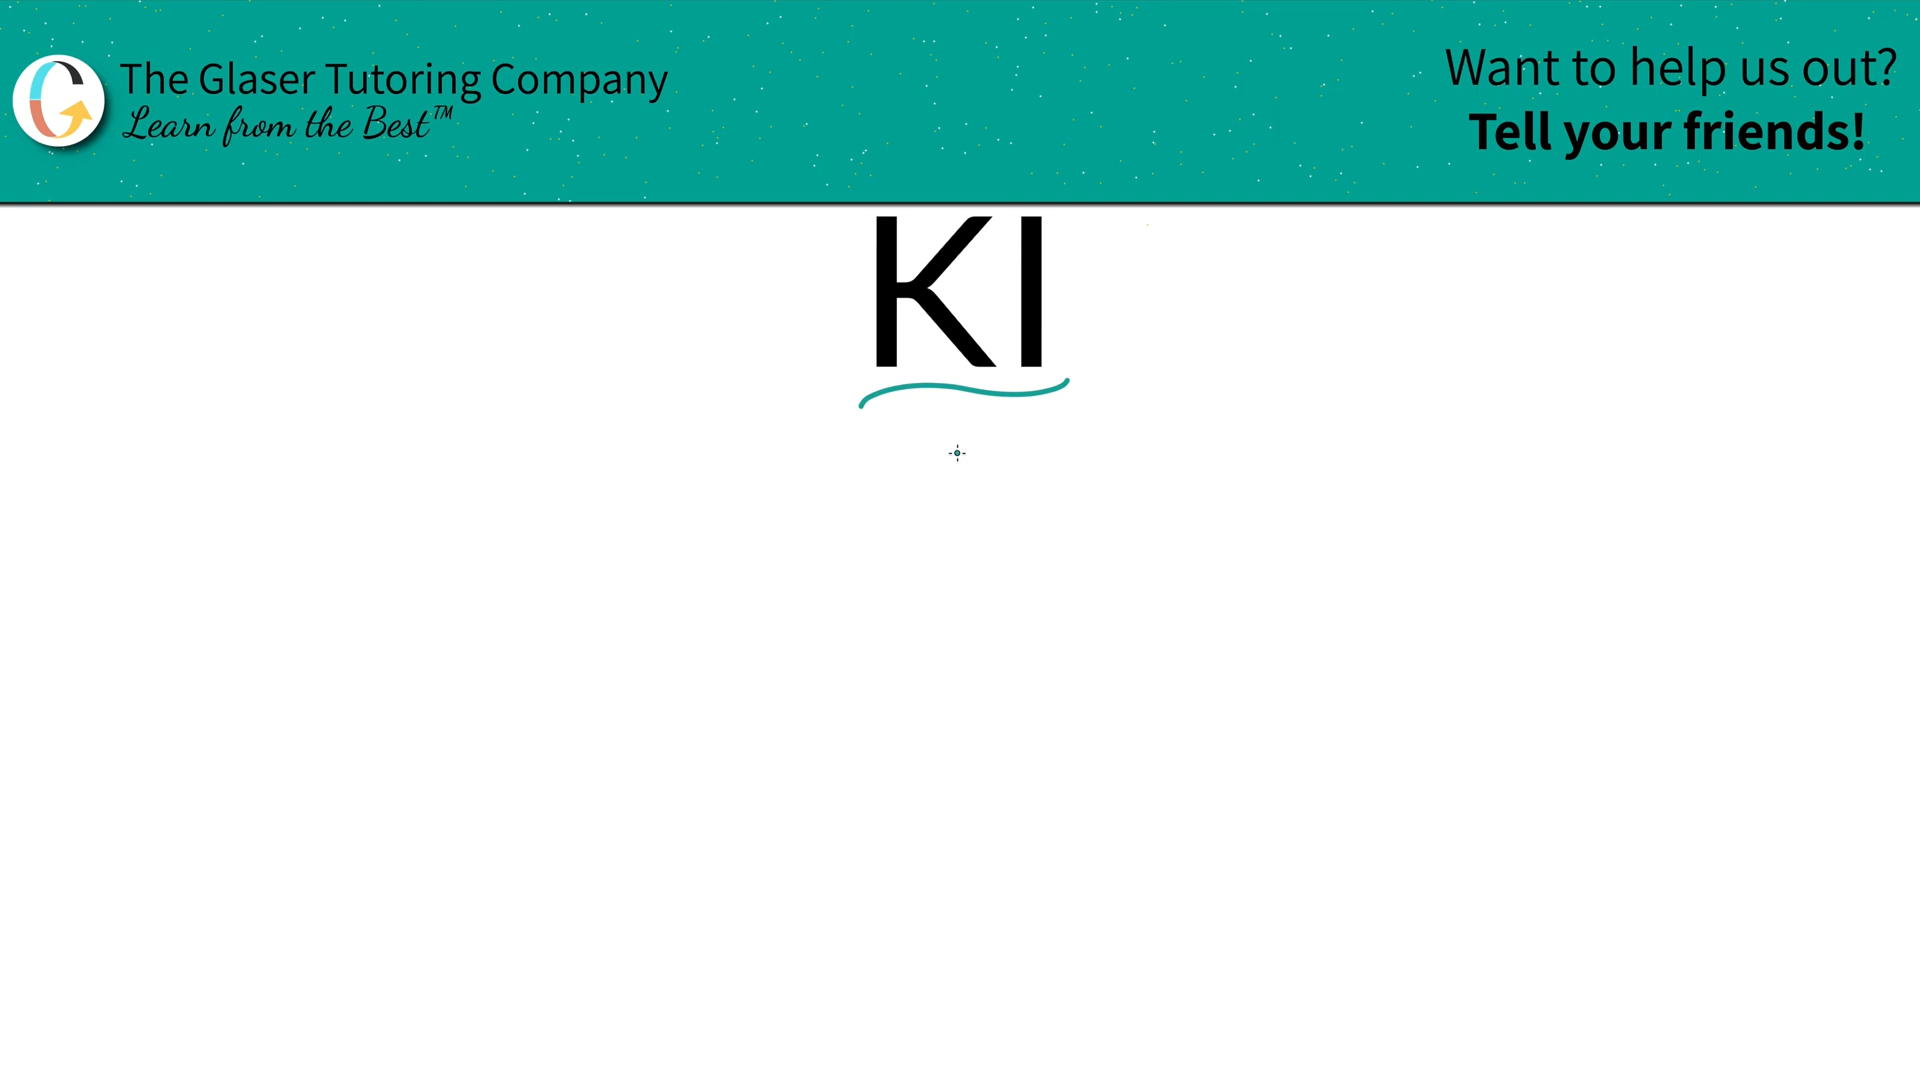 The Glaser Tutoring Company
Learn from the Best™
Want to help us out?
Tell your friends!
KI